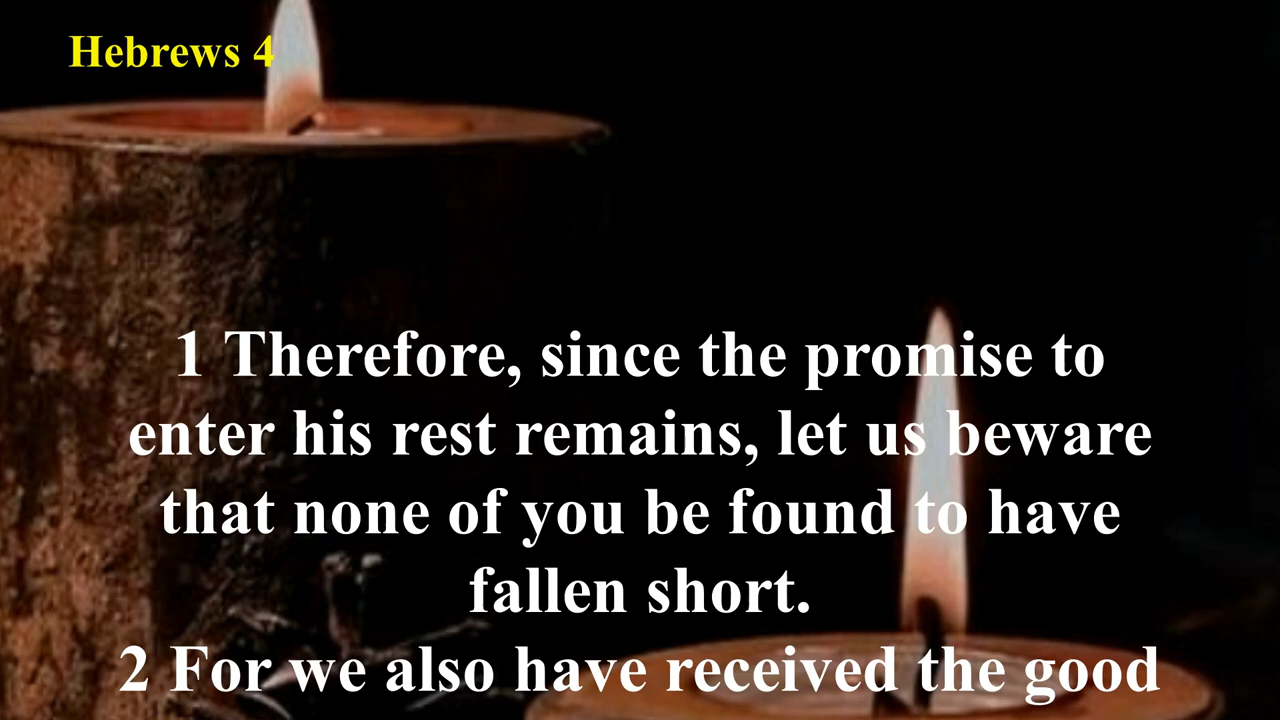 Hebrews 4
1 Therefore, since the promise to
enter his rest remains, let us beware
that none of you be found to have
fallen short.
2 For we also have received the good